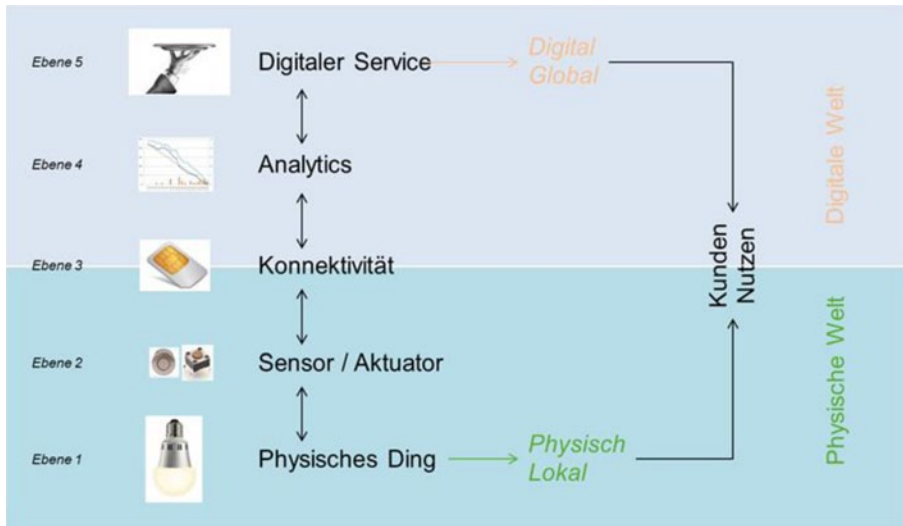 Ebene 5
Digitaler Service
Digital
Global
Ebene 4
Analytics
Digitale Welt
Ebene 3
Konnektivität
Kunden
Nutzen
Ebene 2
Sensor / Aktuator
Physische Welt
Ebene 1
Physisches Ding
Physisch
Lokal